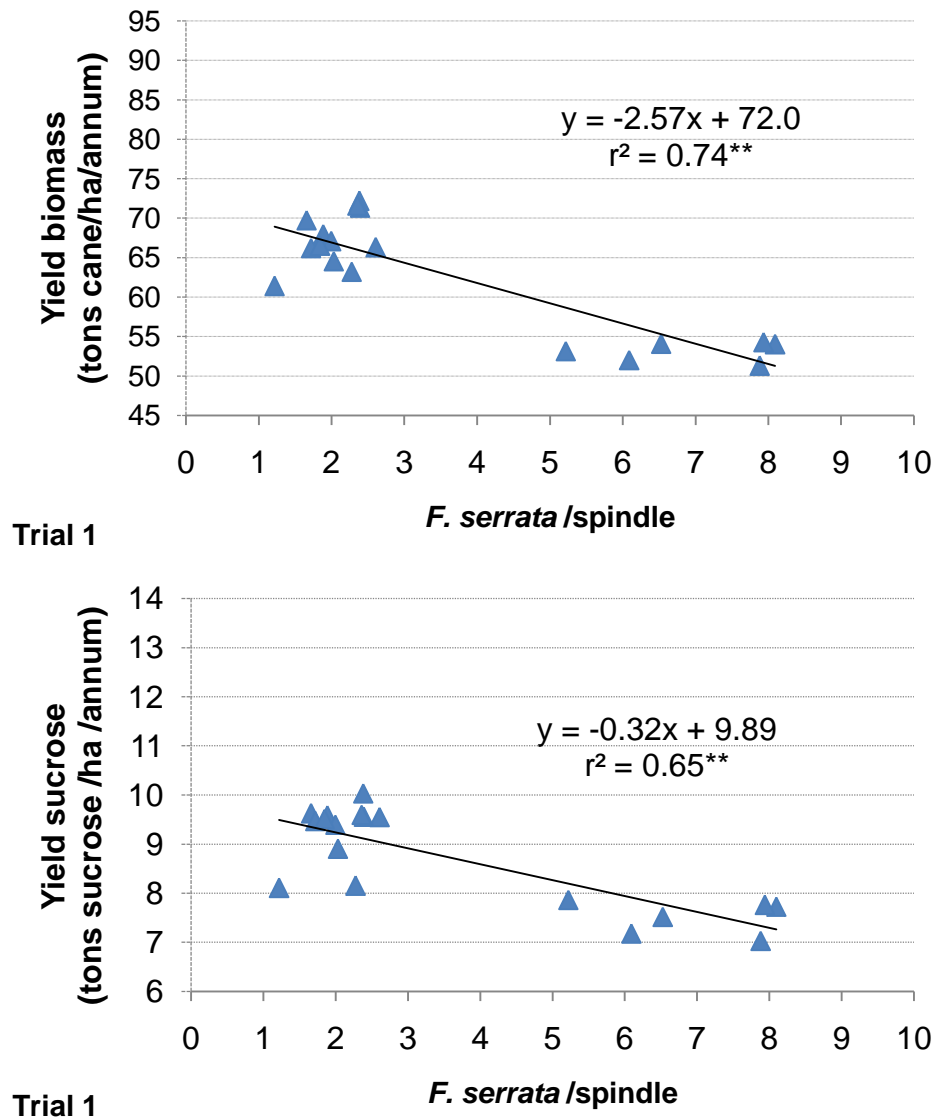 Yield biomass
(tons cane/ha/annum)
95
90
85
80
75
70
65
60
55
50
45
y = -2.57x + 72.0
r² = 0.74**
0 1 2 3 4 5 6 7 8 9 10
F. serrata /spindle
Trial 1
Yield sucrose
(tons sucrose /ha /annum)
14
13
12
11
10
9
8
7
6
y = -0.32x + 9.89
r² = 0.65**
0 1 2 3 4 5 6 7 8 9 10
F. serrata /spindle
Trial 1